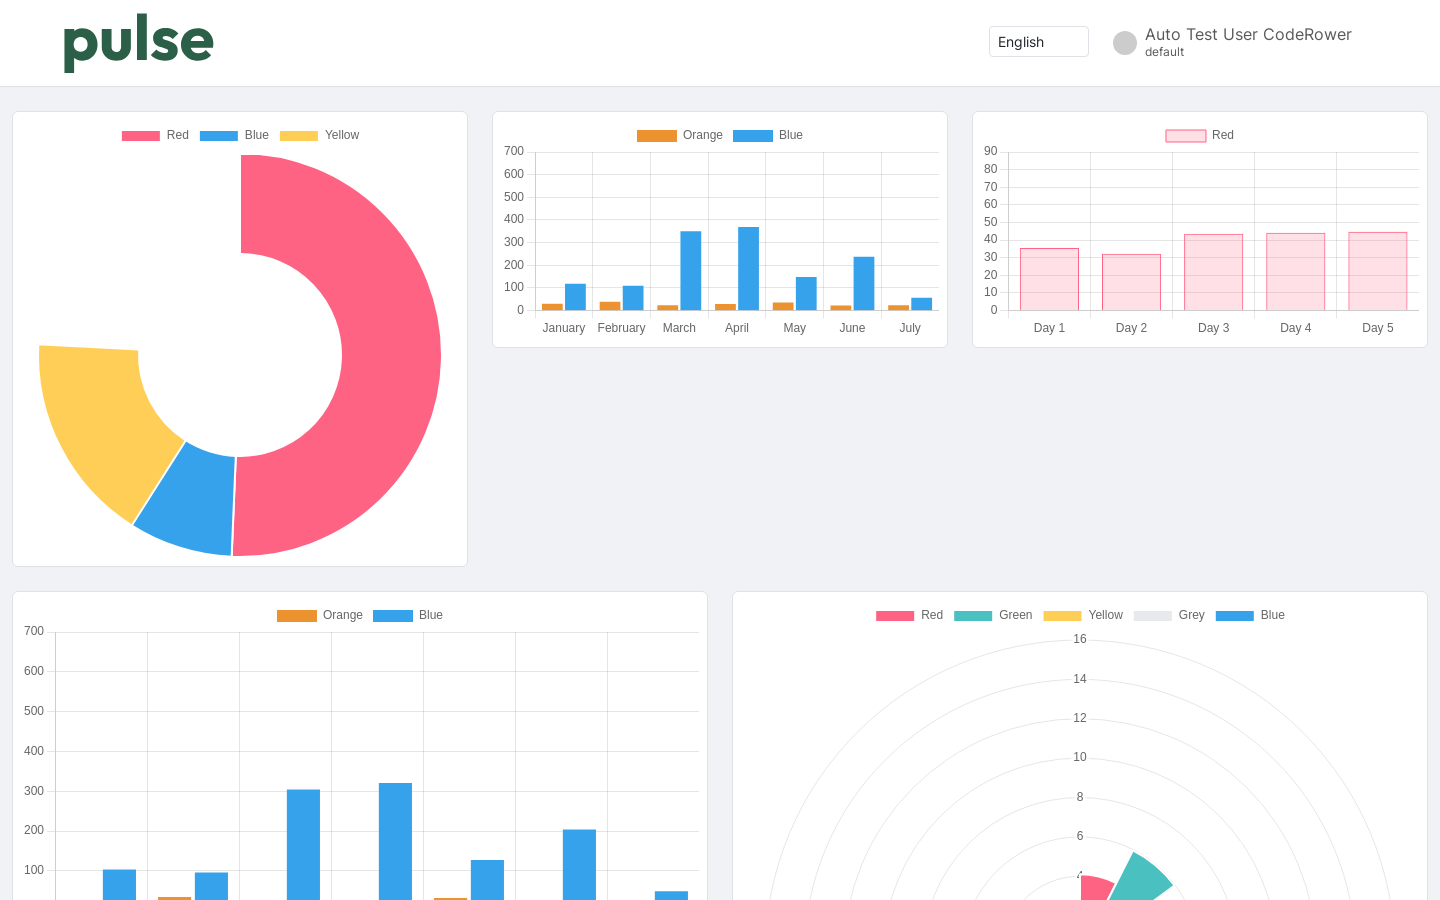 pulse
English
Auto Test User CodeRower
default
Red Blue Yellow
Orange Blue
700
600
500
400
300
200
100
0
January February March April May June July
Red
90
80
70
60
50
40
30
20
10
0
Day 1 Day 2 Day 3 Day 4 Day 5
Orange Blue
700
600
500
400
300
200
100
Red Green Yellow Grey Blue
16
14
12
10
8
6
4